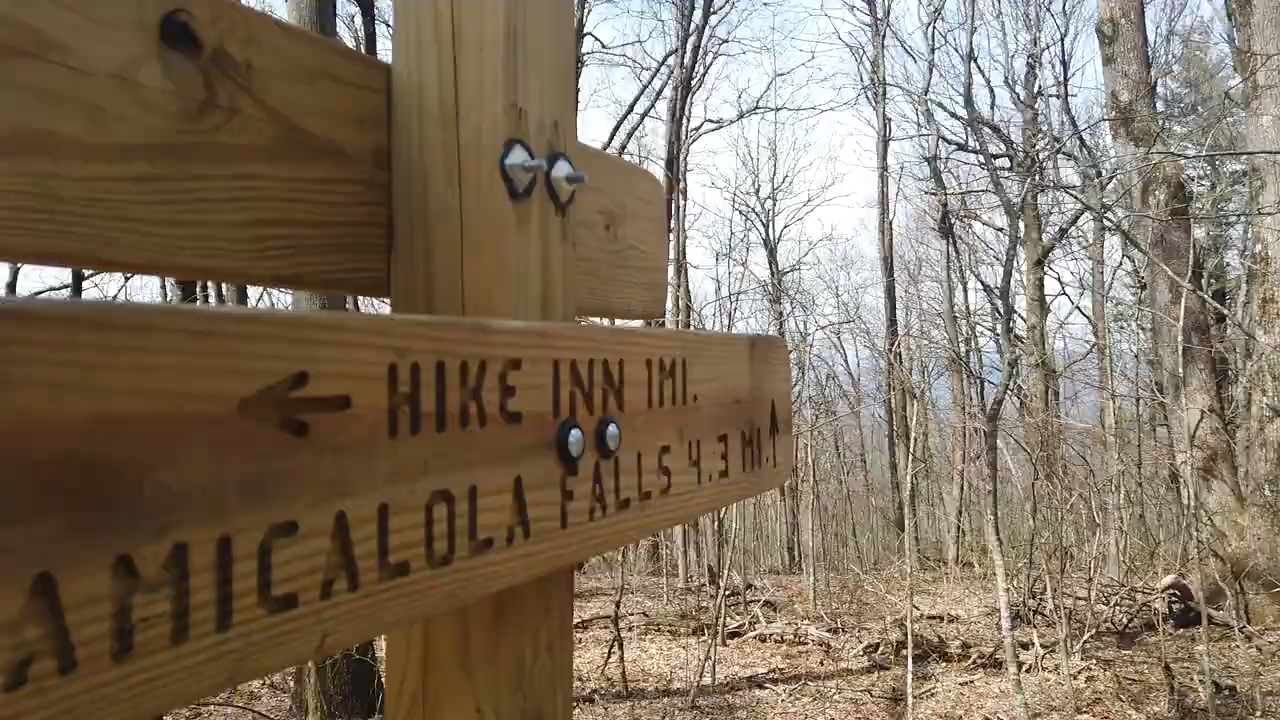 ← HIKE INN 1MI.
AMICALOLA FALLS 4.3 MI.↑